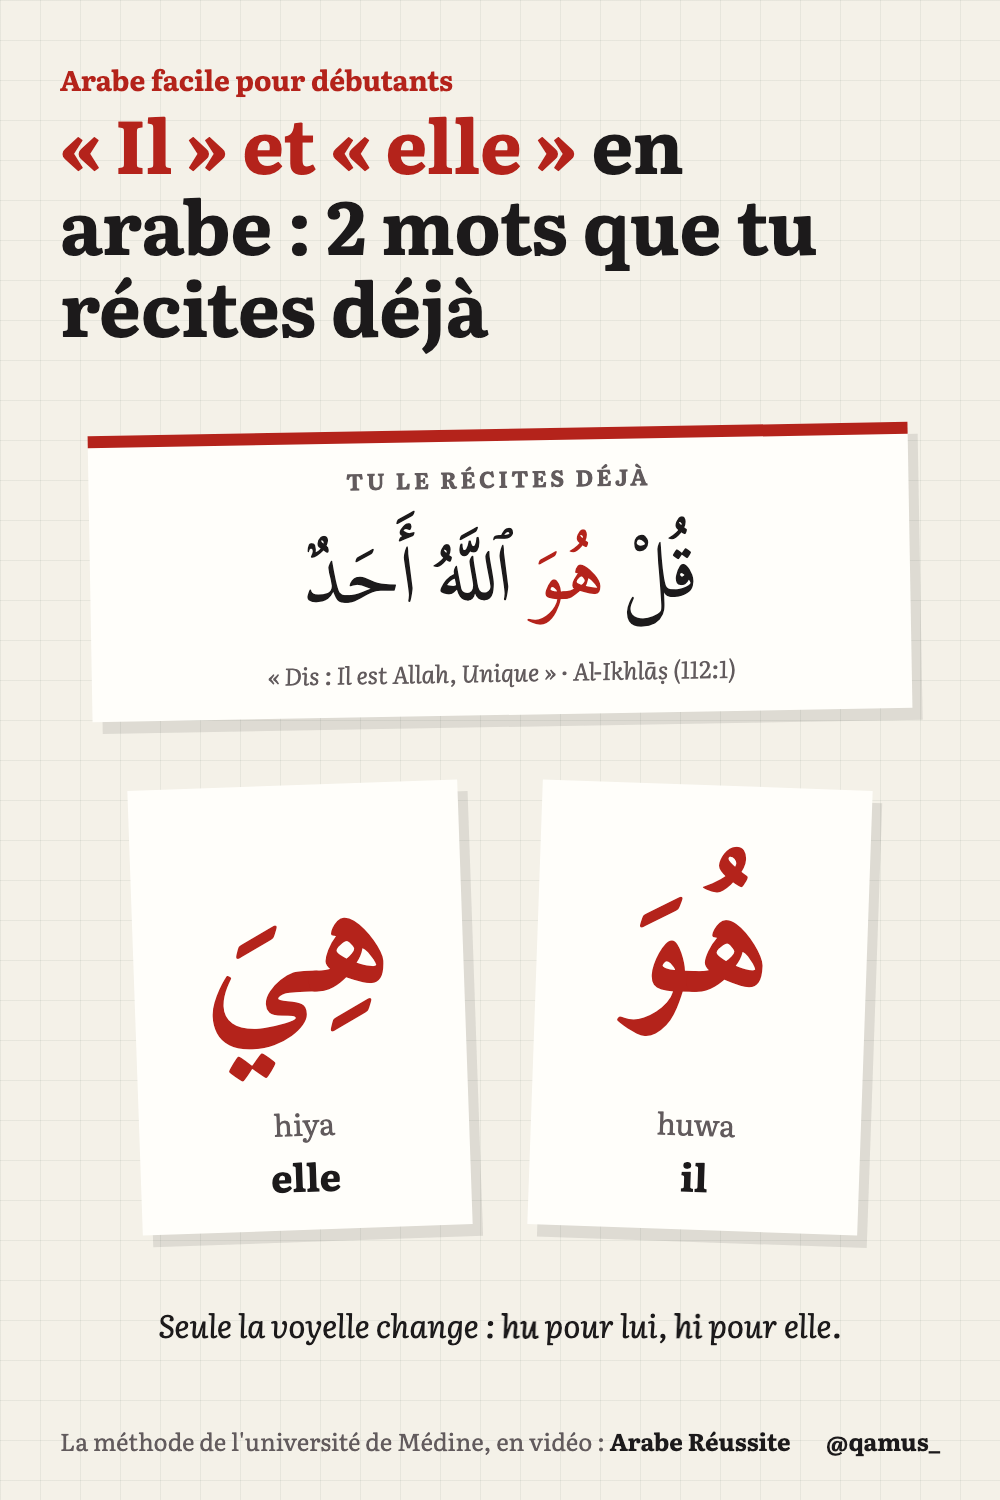 Arabe facile pour débutants
« Il » et « elle » en
arabe : 2 mots que tu
récites déjà
TU LE RÉCITES DÉJÀ
قُلْ هُوَ ٱللَّهُ أَحَدٌ
« Dis : Il est Allah, Unique » · Al-Ikhlāṣ (112:1)
هِيَ
hiya
elle
هُوَ
huwa
il
Seule la voyelle change : hu pour lui, hi pour elle.
La méthode de l'université de Médine, en vidéo : Arabe Réussite @qamus_